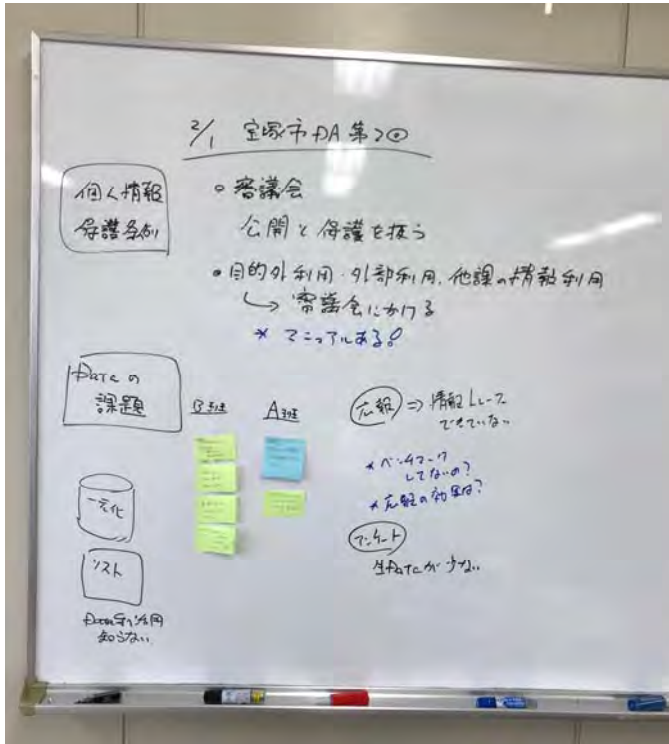 2/1 宝塚市DA 第2回
個人情報
保護条例
• 審議会
公開と保護を扱う
• 目的外利用・外部利用、他課の情報利用
↳ 審議会にかける
* マニュアルある?
Dataの
課題
B班
A班
広報 ⇒ 情報トレース
できていない
* ベンチマーク
してないの?
* 広報の効果は?
一元化
アンケート
生Dataが少ない
リスト
Data利活用
知らない